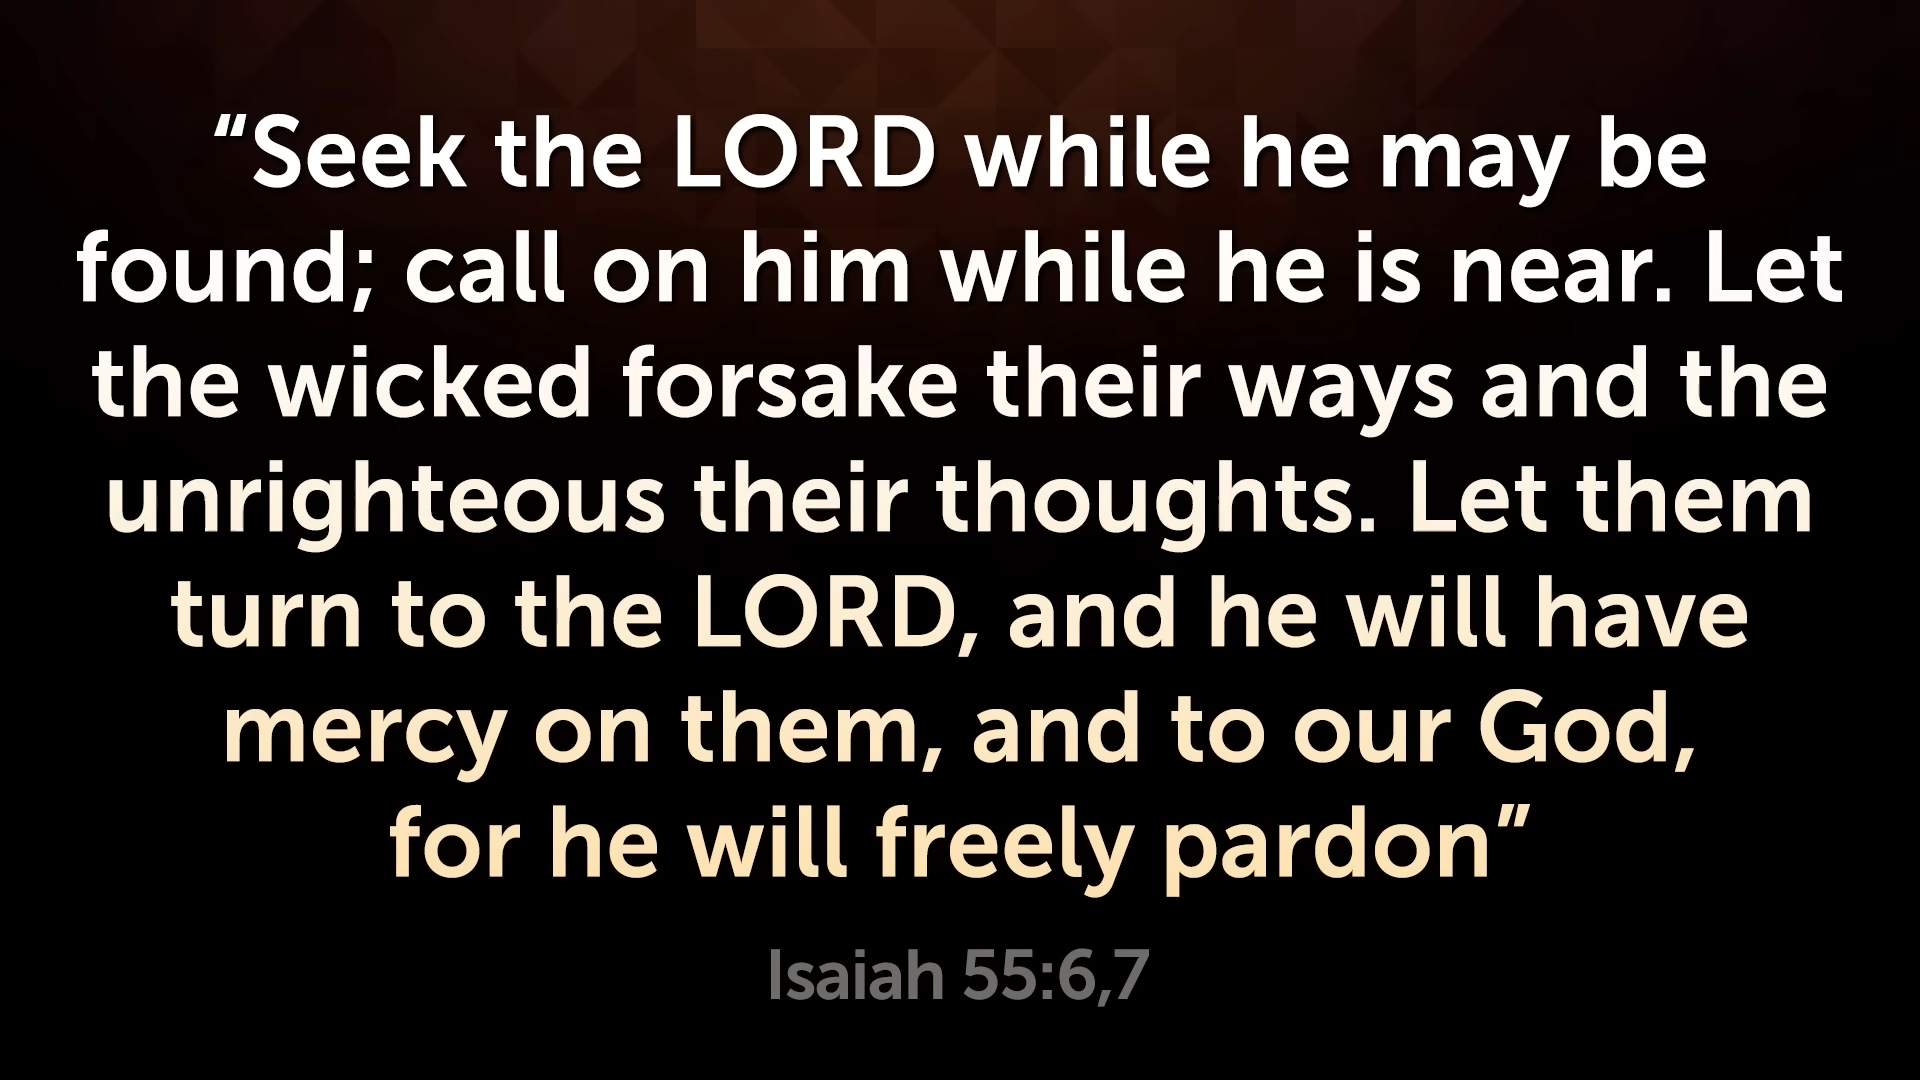 “Seek the LORD while he may be
found; call on him while he is near. Let
the wicked forsake their ways and the
unrighteous their thoughts. Let them
turn to the LORD, and he will have
mercy on them, and to our God,
for he will freely pardon”
Isaiah 55:6,7